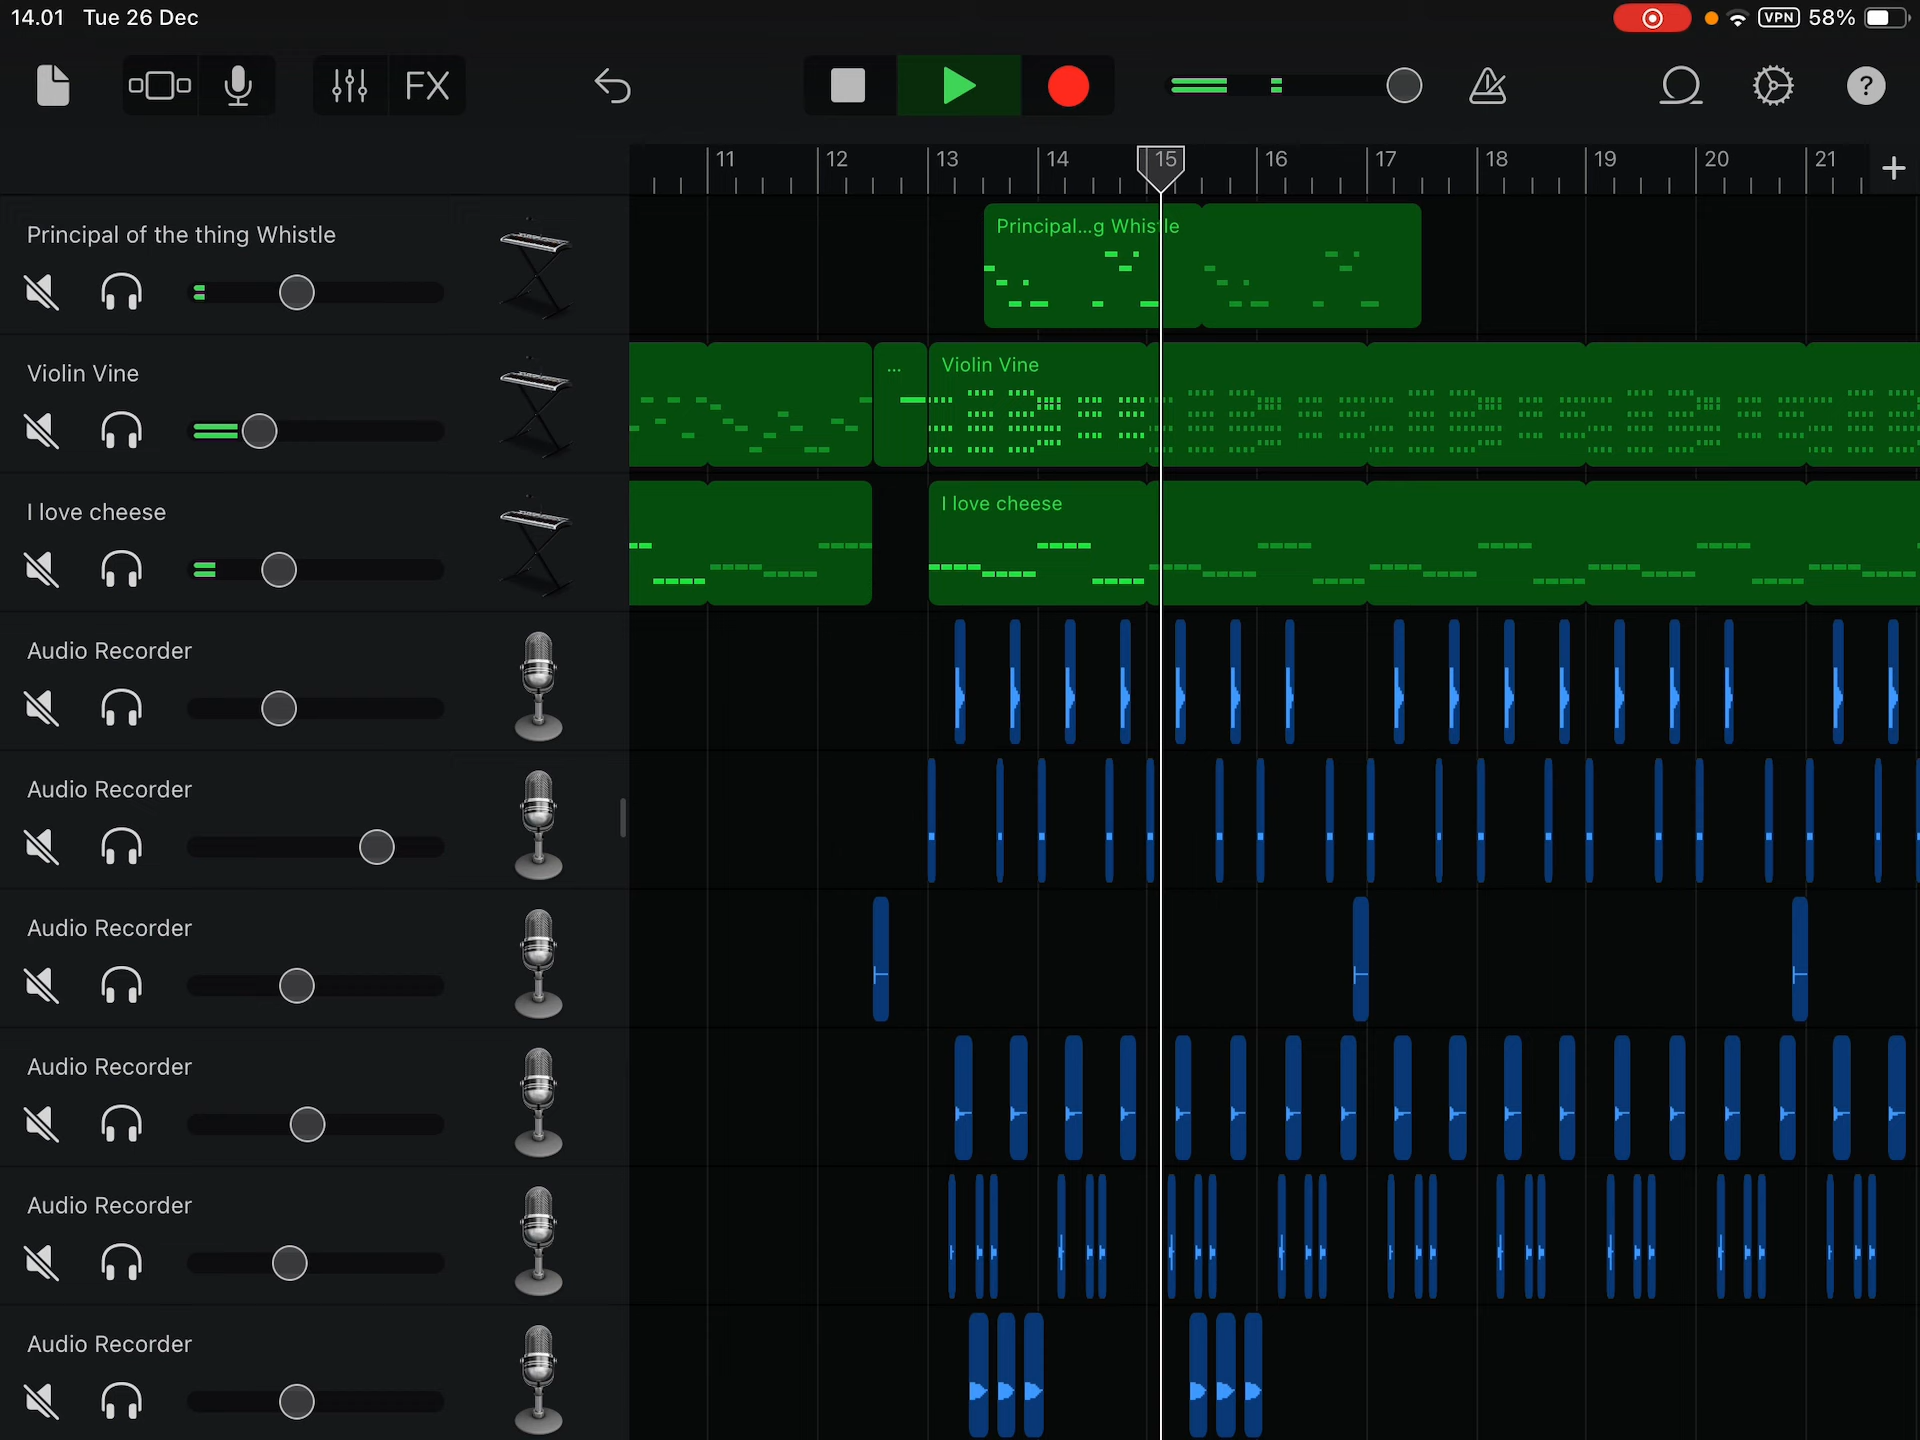 14.01 Tue 26 Dec
VPN 58%
FX
?
11 12 13 14 15 16 17 18 19 20 21 +
Principal of the thing Whistle
Principal...g Whistle
Violin Vine
... Violin Vine
I love cheese
I love cheese
Audio Recorder
Audio Recorder
Audio Recorder
Audio Recorder
Audio Recorder
Audio Recorder